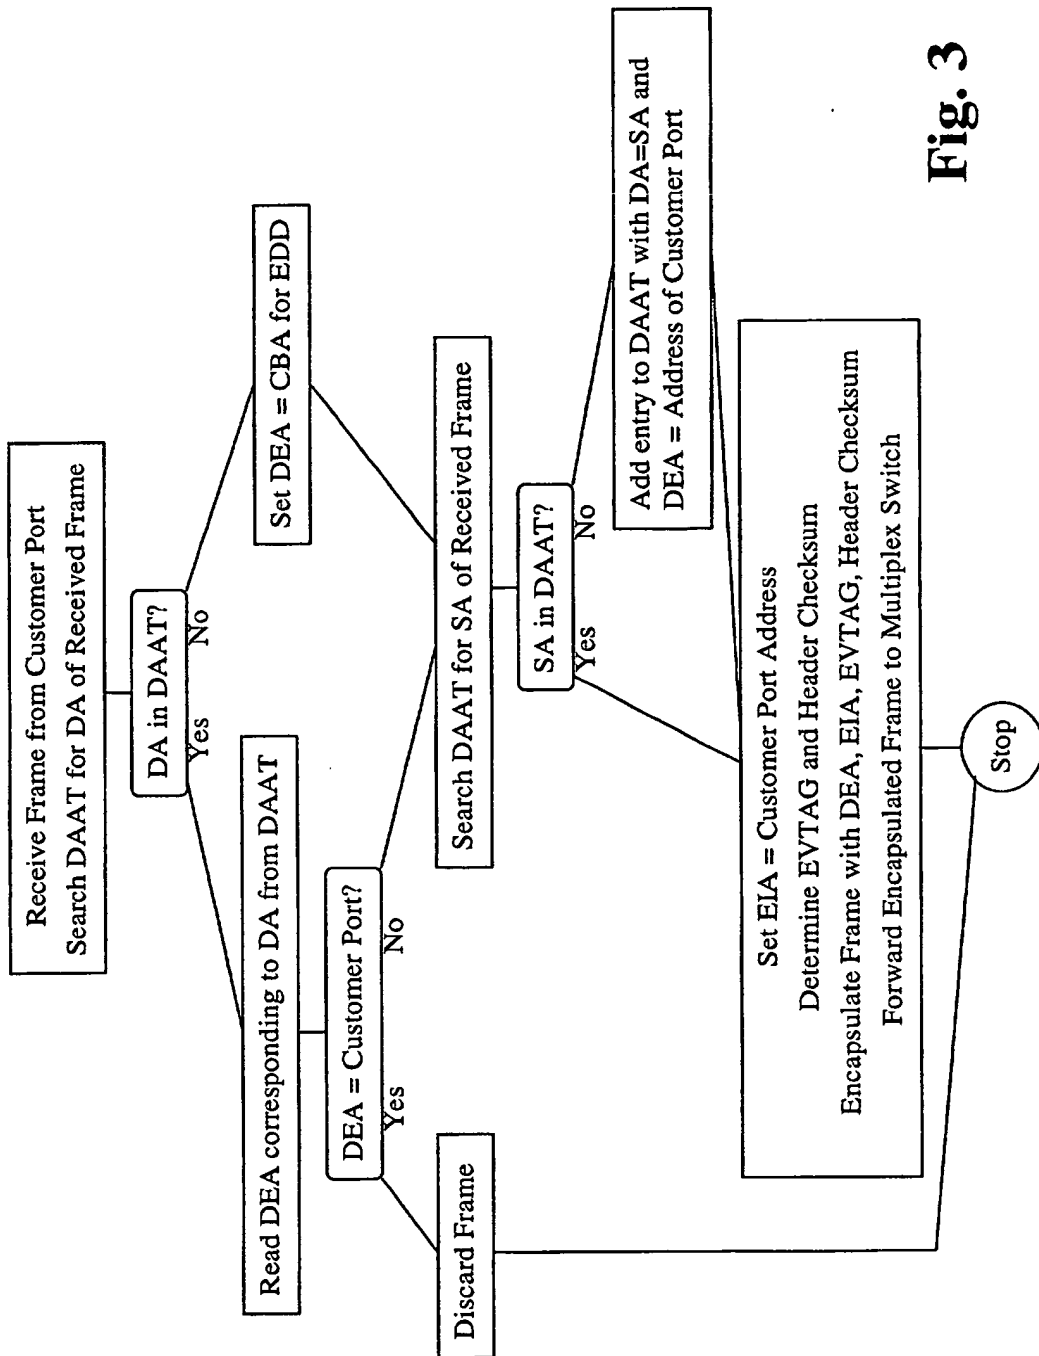 Receive Frame from Customer Port
Search DAAT for DA of Received Frame
DA in DAAT?
Yes
No
Read DEA corresponding to DA from DAAT
Set DEA = CBA for EDD
DEA = Customer Port?
Yes
No
Discard Frame
Search DAAT for SA of Received Frame
SA in DAAT?
Yes
No
Add entry to DAAT with DA=SA and
DEA = Address of Customer Port
Set EIA = Customer Port Address
Determine EVTAG and Header Checksum
Encapsulate Frame with DEA, EIA, EVTAG, Header Checksum
Forward Encapsulated Frame to Multiplex Switch
Stop
Fig. 3